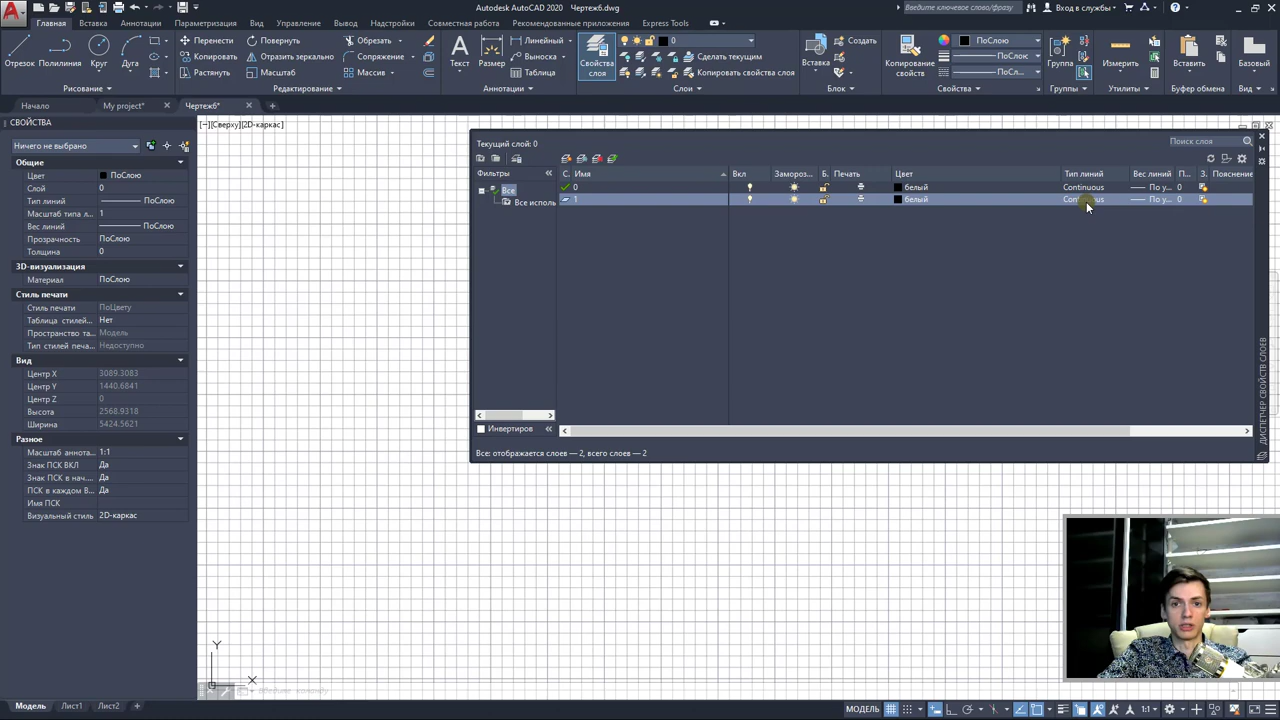 Autodesk AutoCAD 2020   Чертеж6.dwg
Введите ключевое слово/фразу
Вход в службы
Главная Вставка Аннотации Параметризация Вид Управление Вывод Надстройки Совместная работа Рекомендованные приложения Express Tools
Отрезок Полилиния Круг Дуга
Перенести Повернуть Обрезать
Копировать Отразить зеркально Сопряжение
Растянуть Масштаб Массив
Текст Размер
Линейный
Выноска
Таблица
Свойства слоя
0
Сделать текущим
Копировать свойства слоя
Вставка
Создать
Копирование свойств
ПоСлою
ПоСлою
ПоСл...
Группа
Измерить
Вставить
Базовый
Рисование Редактирование Аннотации Слои Блок Свойства Группы Утилиты Буфер обмена Вид
Начало My project* Чертеж6*
СВОЙСТВА
[−][Сверху][2D-каркас]
Ничего не выбрано
Общие
Цвет ПоСлою
Слой 0
Тип линий ПоСлою
Масштаб типа л... 1
Вес линий ПоСлою
Прозрачность ПоСлою
Толщина 0
3D-визуализация
Материал ПоСлою
Стиль печати
Стиль печати ПоЦвету
Таблица стилей... Нет
Пространство та... Модель
Тип стилей печа... Недоступно
Вид
Центр X 3089.3083
Центр Y 1440.6841
Центр Z 0
Высота 2568.9318
Ширина 5424.5621
Разное
Масштаб аннота... 1:1
Знак ПСК ВКЛ Да
Знак ПСК в нач.... Да
ПСК в каждом В... Да
Имя ПСК
Визуальный стиль 2D-каркас
Текущий слой: 0
Поиск слоя
Фильтры
С. Имя Вкл Замороз... Б. Печать Цвет Тип линий Вес линий П... З. Пояснение
Все
Все исполь
0 белый Continuous По у... 0
1 белый Continuous По у... 0
Инвертиров
Все: отображается слоев — 2, всего слоев — 2
ДИСПЕТЧЕР СВОЙСТВ СЛОЕВ
Y
X
Введите команду
Модель Лист1 Лист2 +
МОДЕЛЬ
1:1